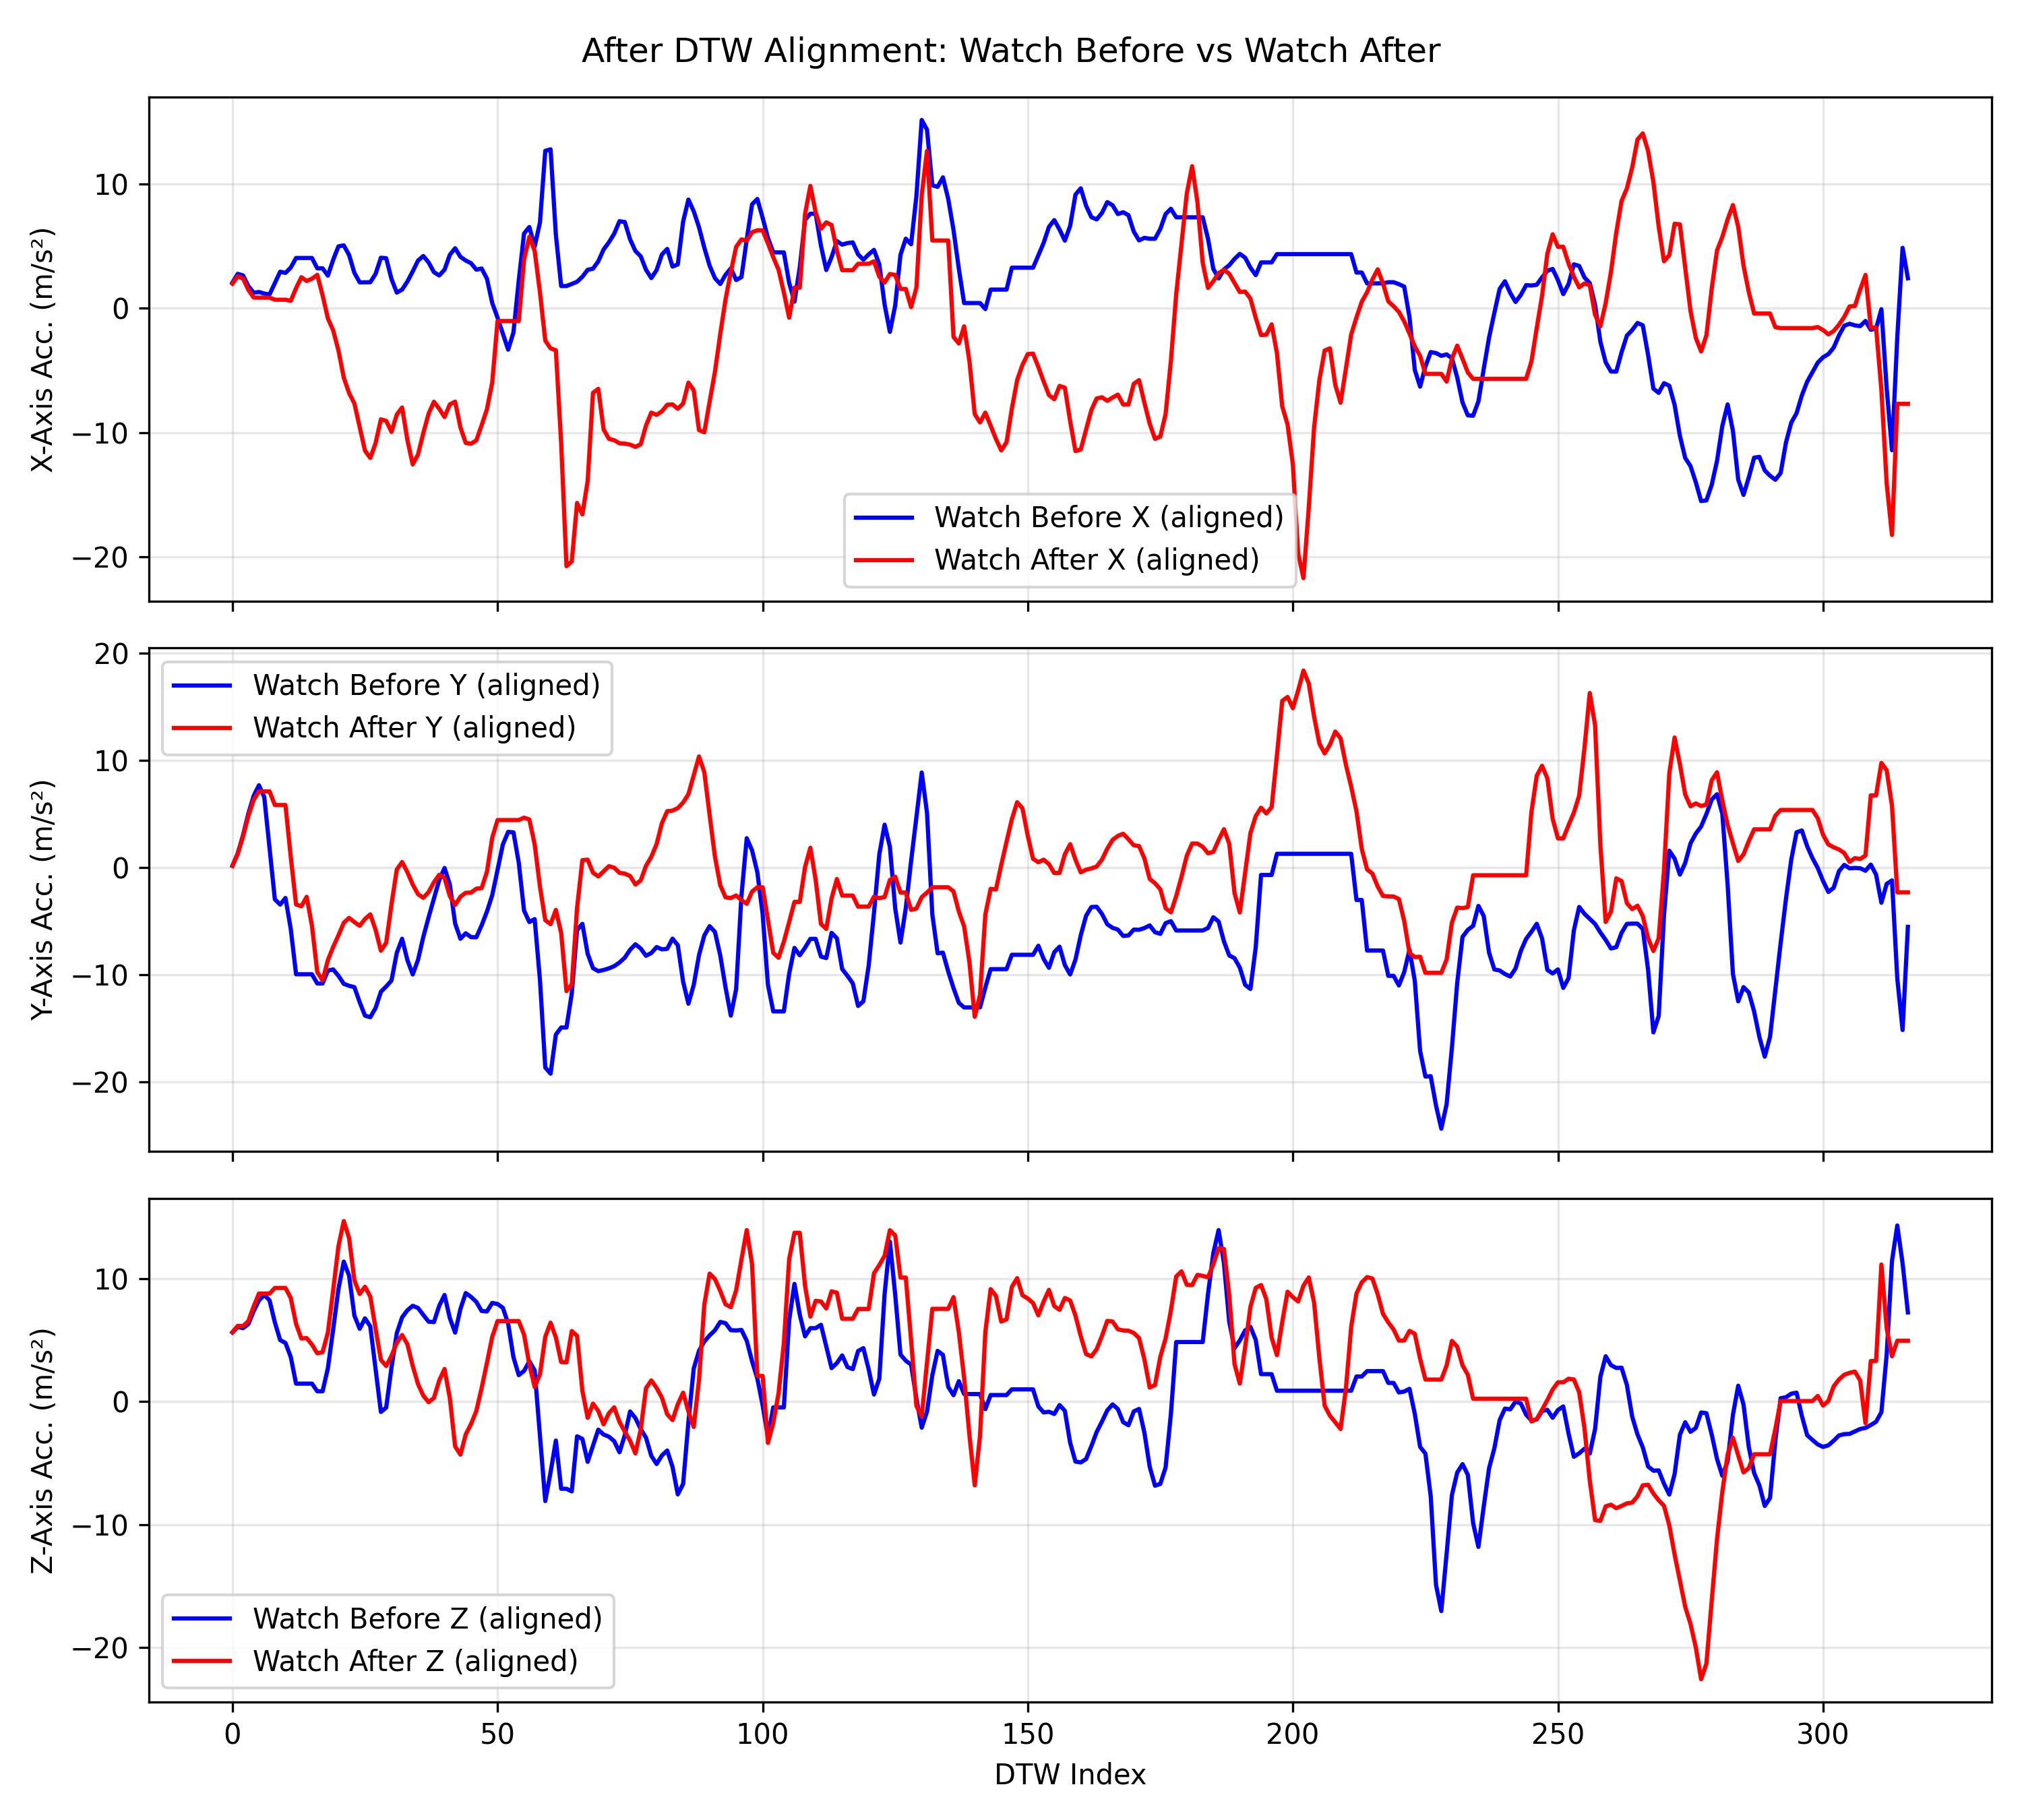 After DTW Alignment: Watch Before vs Watch After
X-Axis Acc. (m/s²)
10
0
−10
−20
Watch Before X (aligned)
Watch After X (aligned)
Y-Axis Acc. (m/s²)
20
10
0
−10
−20
Watch Before Y (aligned)
Watch After Y (aligned)
Z-Axis Acc. (m/s²)
10
0
−10
−20
Watch Before Z (aligned)
Watch After Z (aligned)
0 50 100 150 200 250 300
DTW Index